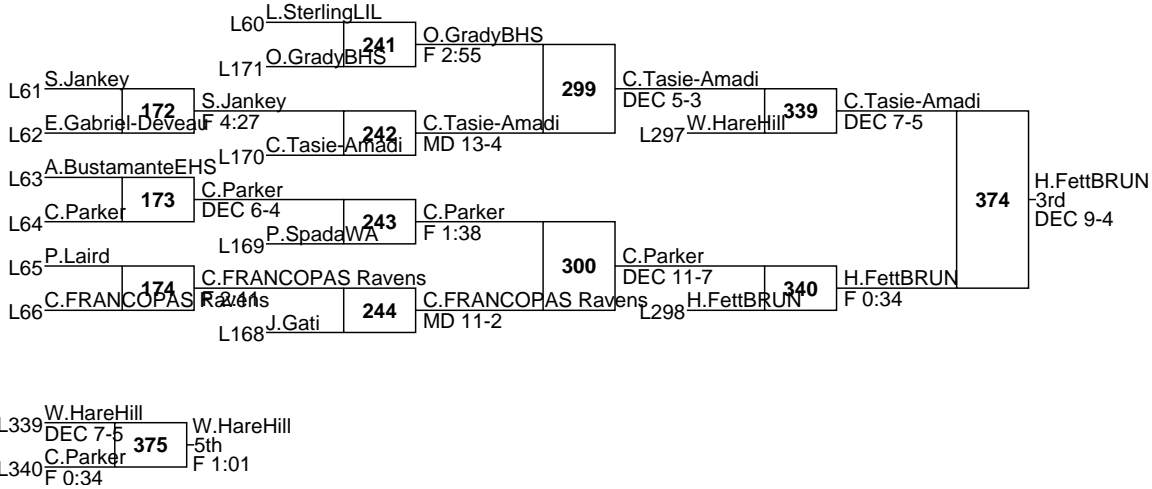 L60 L.SterlingLIL
241
O.GradyBHS
F 2:55
L171 O.GradyBHS
299
C.Tasie-Amadi
DEC 5-3
L61 S.Jankey
172
S.Jankey
F 4:27
L62 E.Gabriel-Deveau
242
C.Tasie-Amadi
MD 13-4
L170 C.Tasie-Amadi
339
C.Tasie-Amadi
DEC 7-5
L297 W.HareHill
L63 A.BustamanteEHS
173
C.Parker
DEC 6-4
L64 C.Parker
243
C.Parker
F 1:38
L169 P.SpadaWA
374
H.FettBRUN
3rd
DEC 9-4
L65 P.Laird
174
C.FRANCOPAS Ravens
F 2:11
L66 C.FRANCOPAS Ravens
244
C.FRANCOPAS Ravens
MD 11-2
L168 J.Gati
300
C.Parker
DEC 11-7
340
H.FettBRUN
F 0:34
L298 H.FettBRUN
L339 W.HareHill
DEC 7-5
375
W.HareHill
5th
F 1:01
L340 C.Parker
F 0:34